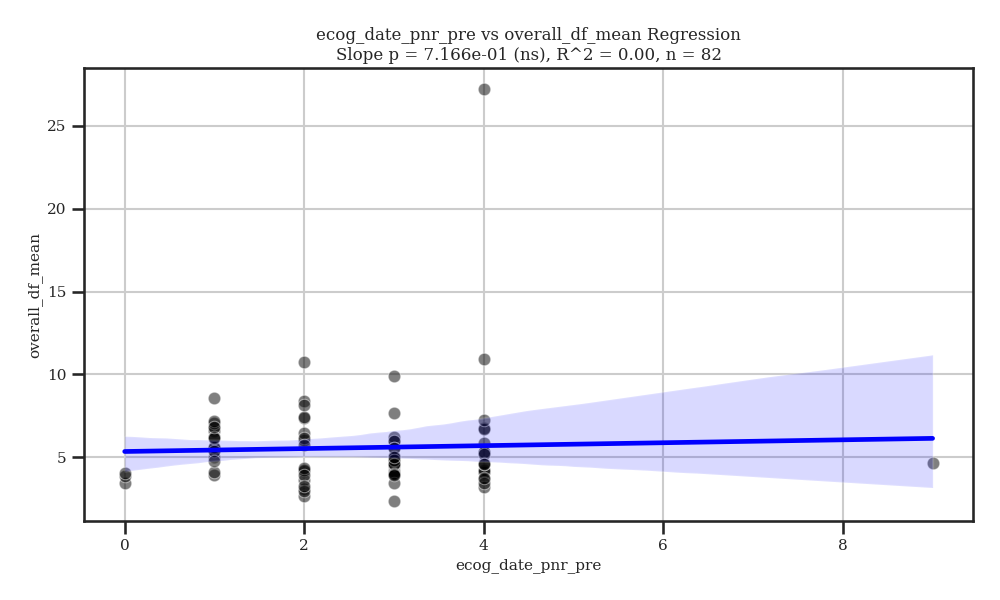 ecog_date_pnr_pre vs overall_df_mean Regression
Slope p = 7.166e-01 (ns), R^2 = 0.00, n = 82
overall_df_mean
25
20
15
10
5
0 2 4 6 8
ecog_date_pnr_pre